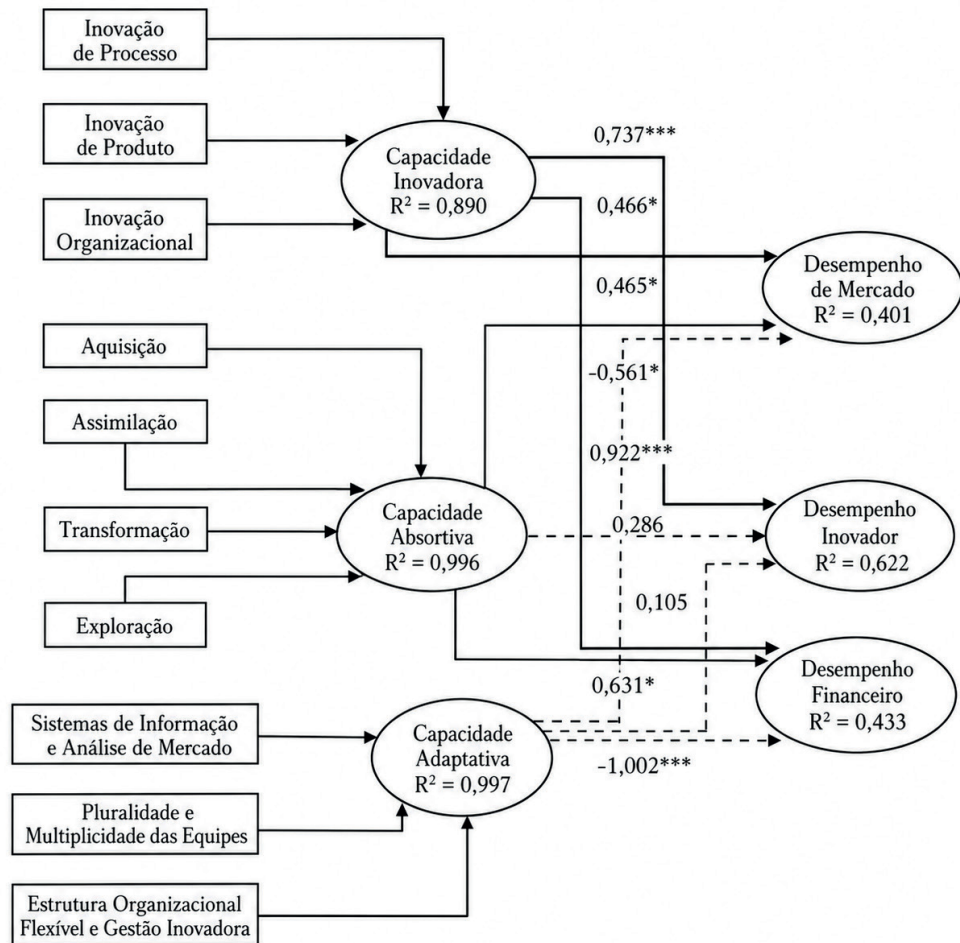 Inovação
de Processo
Inovação
de Produto
Inovação
Organizacional
Capacidade
Inovadora
R² = 0,890
0,737***
0,466*
0,465*
Desempenho
de Mercado
R² = 0,401
Aquisição
Assimilação
Transformação
Exploração
Capacidade
Absortiva
R² = 0,996
-0,561*
0,922***
0,286
0,105
0,631*
Desempenho
Inovador
R² = 0,622
Desempenho
Financeiro
R² = 0,433
Sistemas de Informação
e Análise de Mercado
Pluralidade e
Multiplicidade das Equipes
Estrutura Organizacional
Flexível e Gestão Inovadora
Capacidade
Adaptativa
R² = 0,997
-1,002***